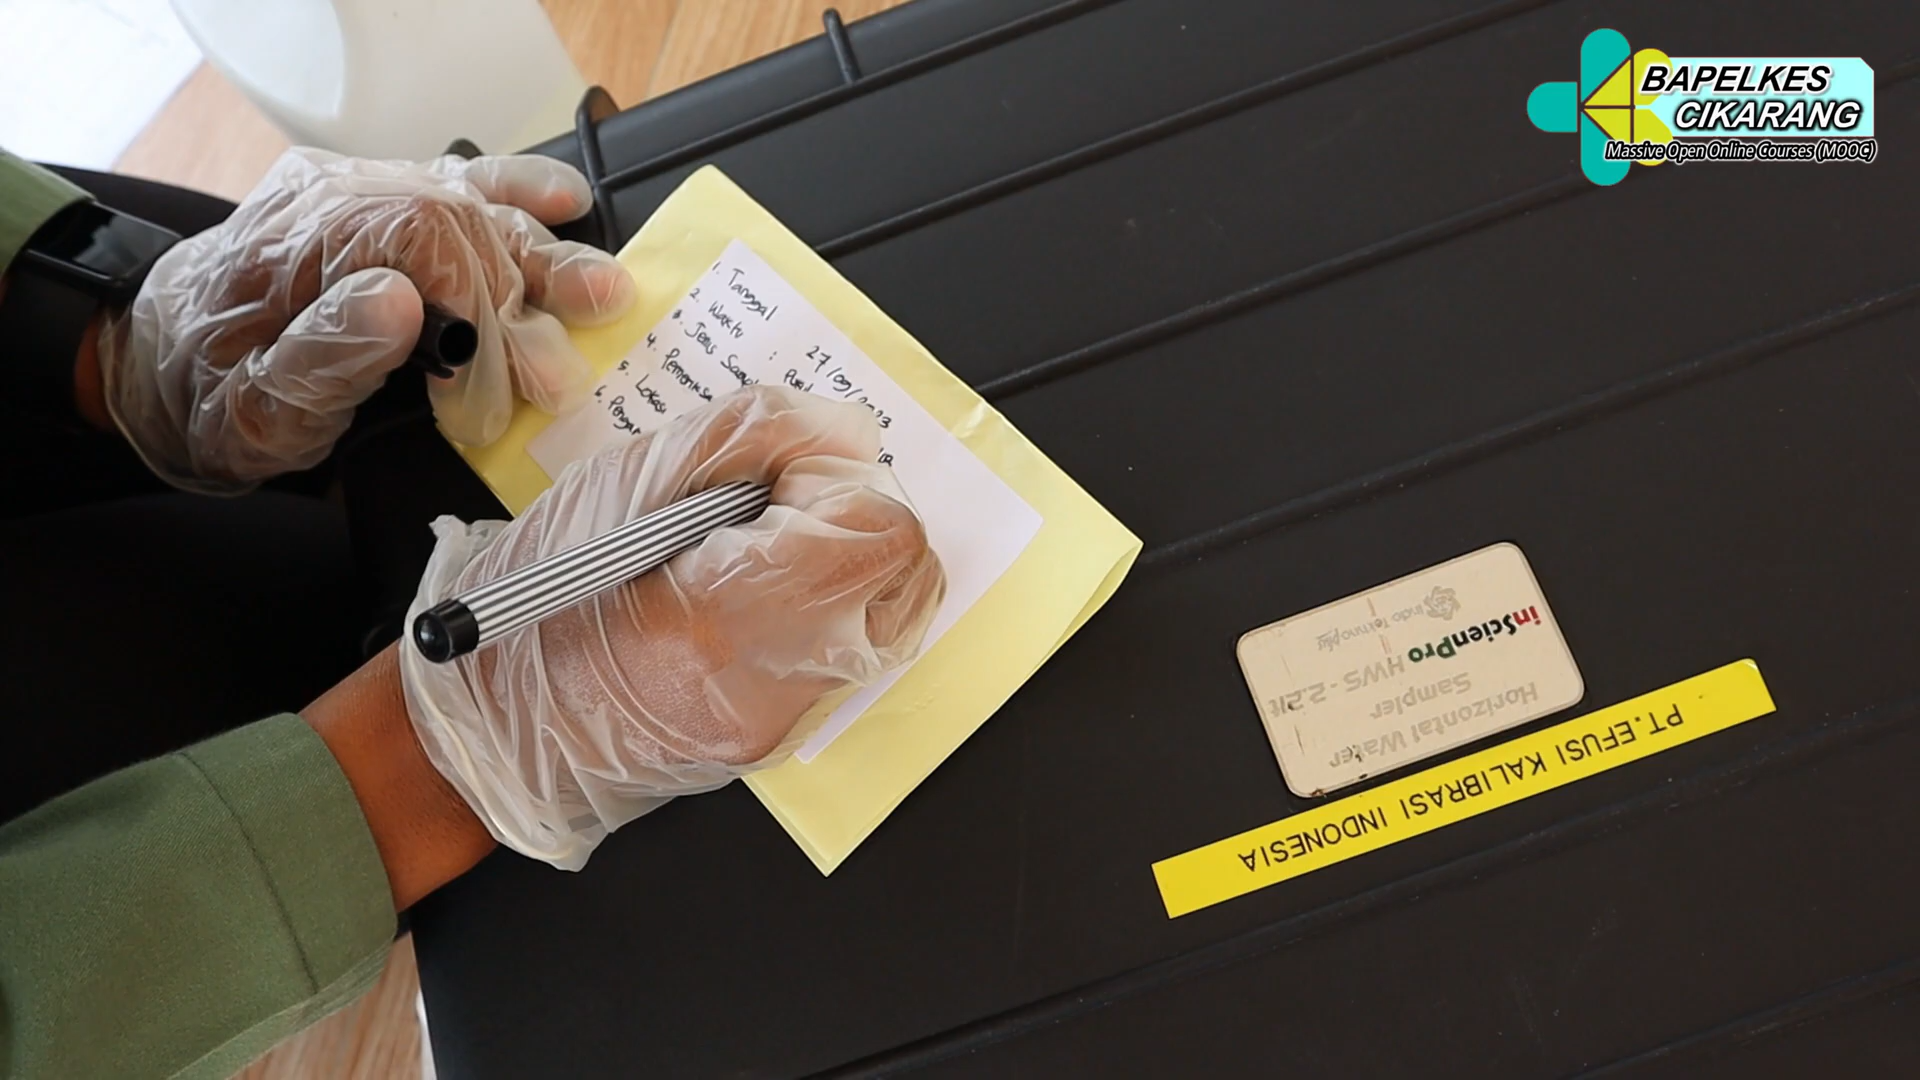 BAPELKES
CIKARANG
Massive Open Online Courses (MOOC)
1. Tanggal : 27/09/2023
2. Waktu
3. Jenis
4. Pemeriksa
5. Lokasi
6.
inScienPro
Indo Teknoplus
HWS - 2.2lt
Horizontal Water
Sampler
PT. EFUSI KALIBRASI INDONESIA